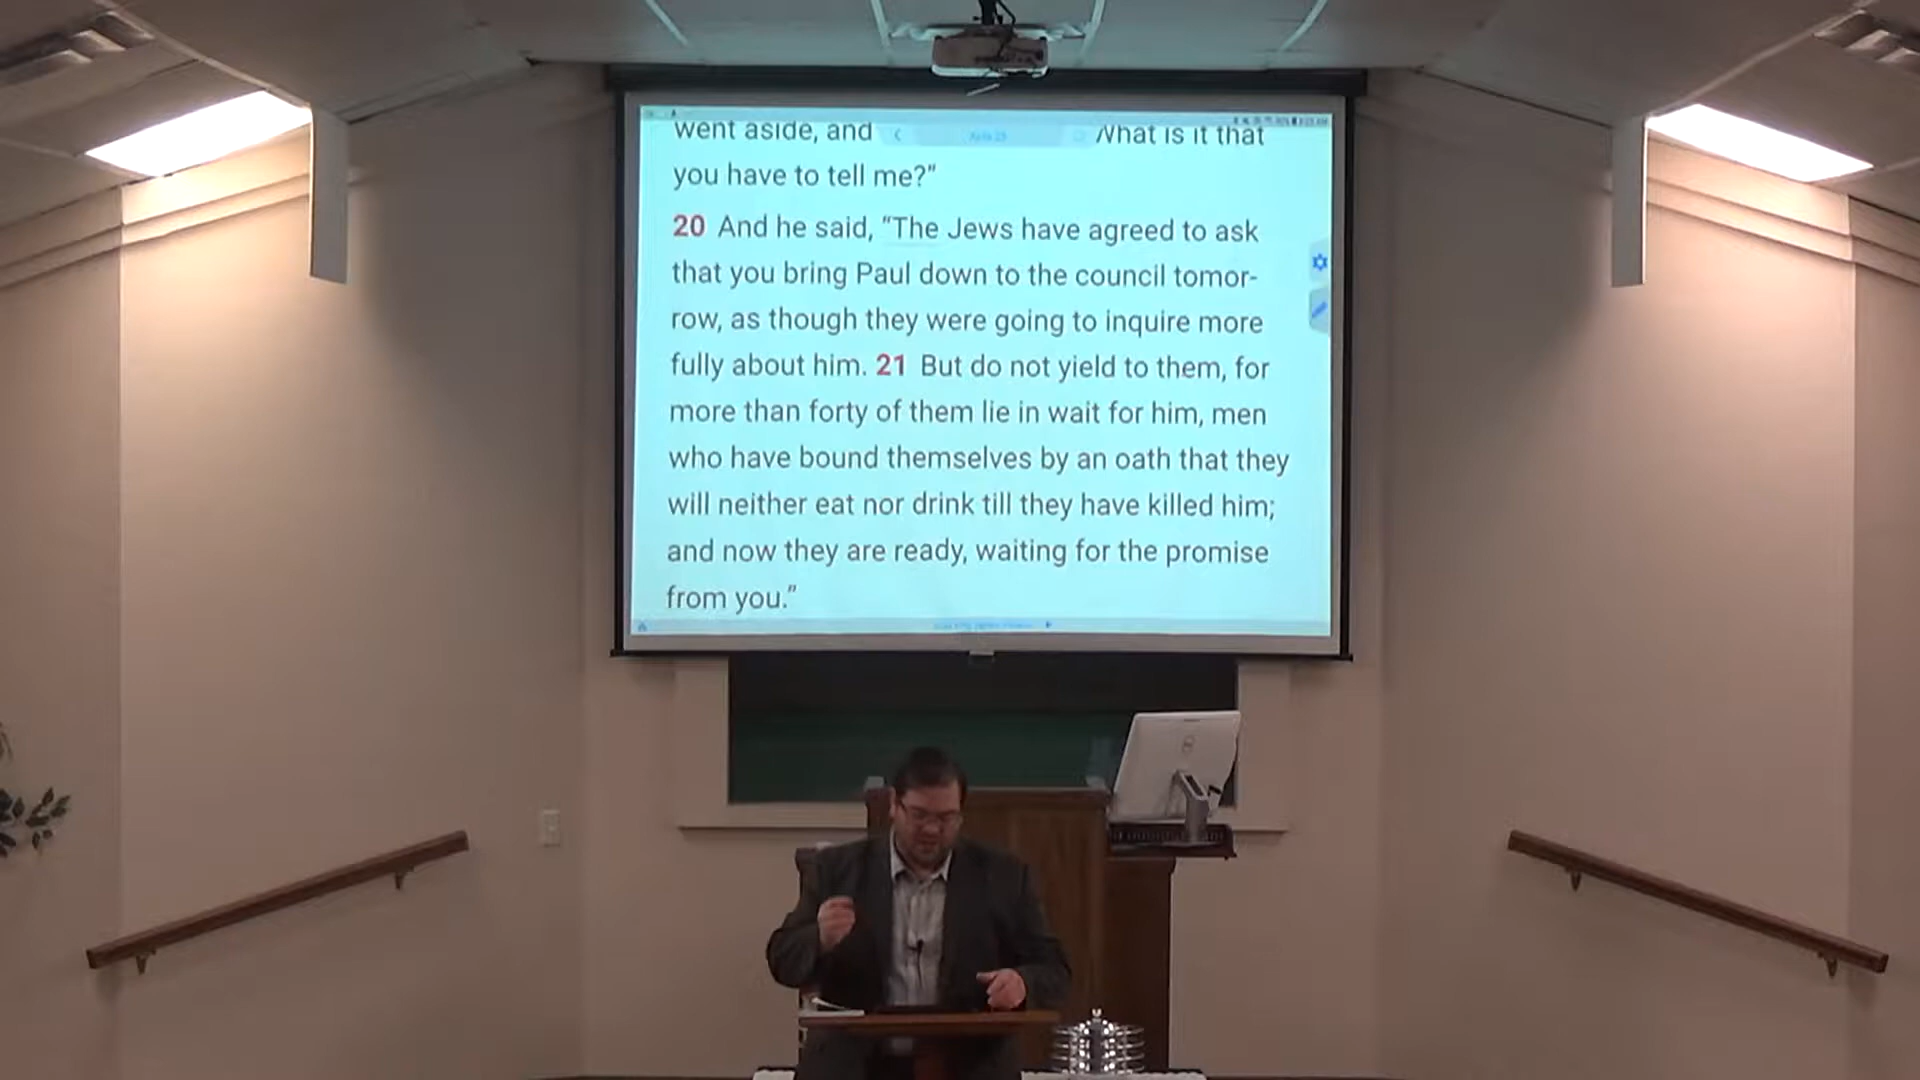 went aside, and What is it that
you have to tell me?”
20 And he said, “The Jews have agreed to ask
that you bring Paul down to the council tomor-
row, as though they were going to inquire more
fully about him. 21 But do not yield to them, for
more than forty of them lie in wait for him, men
who have bound themselves by an oath that they
will neither eat nor drink till they have killed him;
and now they are ready, waiting for the promise
from you.”